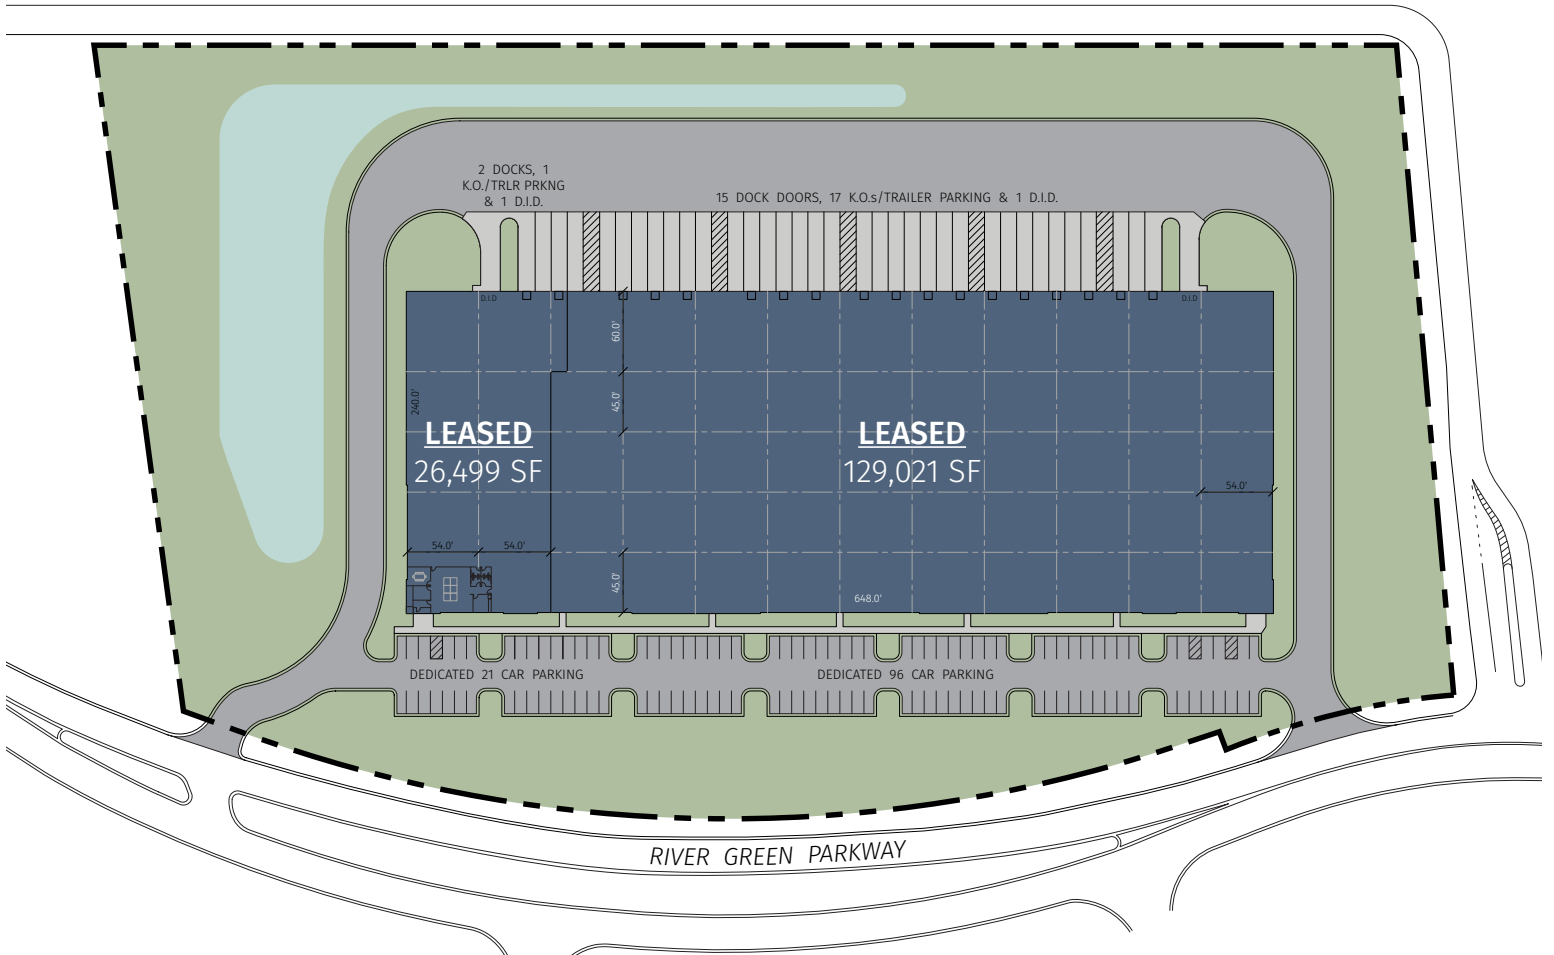 2 DOCKS, 1
K.O./TRLR PRKNG
& 1 D.I.D.
15 DOCK DOORS, 17 K.O.s/TRAILER PARKING & 1 D.I.D.
D.I.D
D.I.D
60.0'
240.0'
45.0'
LEASED
26,499 SF
LEASED
129,021 SF
54.0'
54.0'
54.0'
45.0'
648.0'
DEDICATED 21 CAR PARKING
DEDICATED 96 CAR PARKING
RIVER GREEN PARKWAY